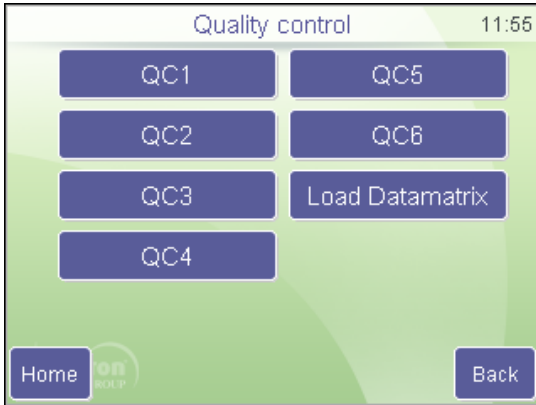 Quality control 11:55
QC1
QC2
QC3
QC4
QC5
QC6
Load Datamatrix
Home
Back